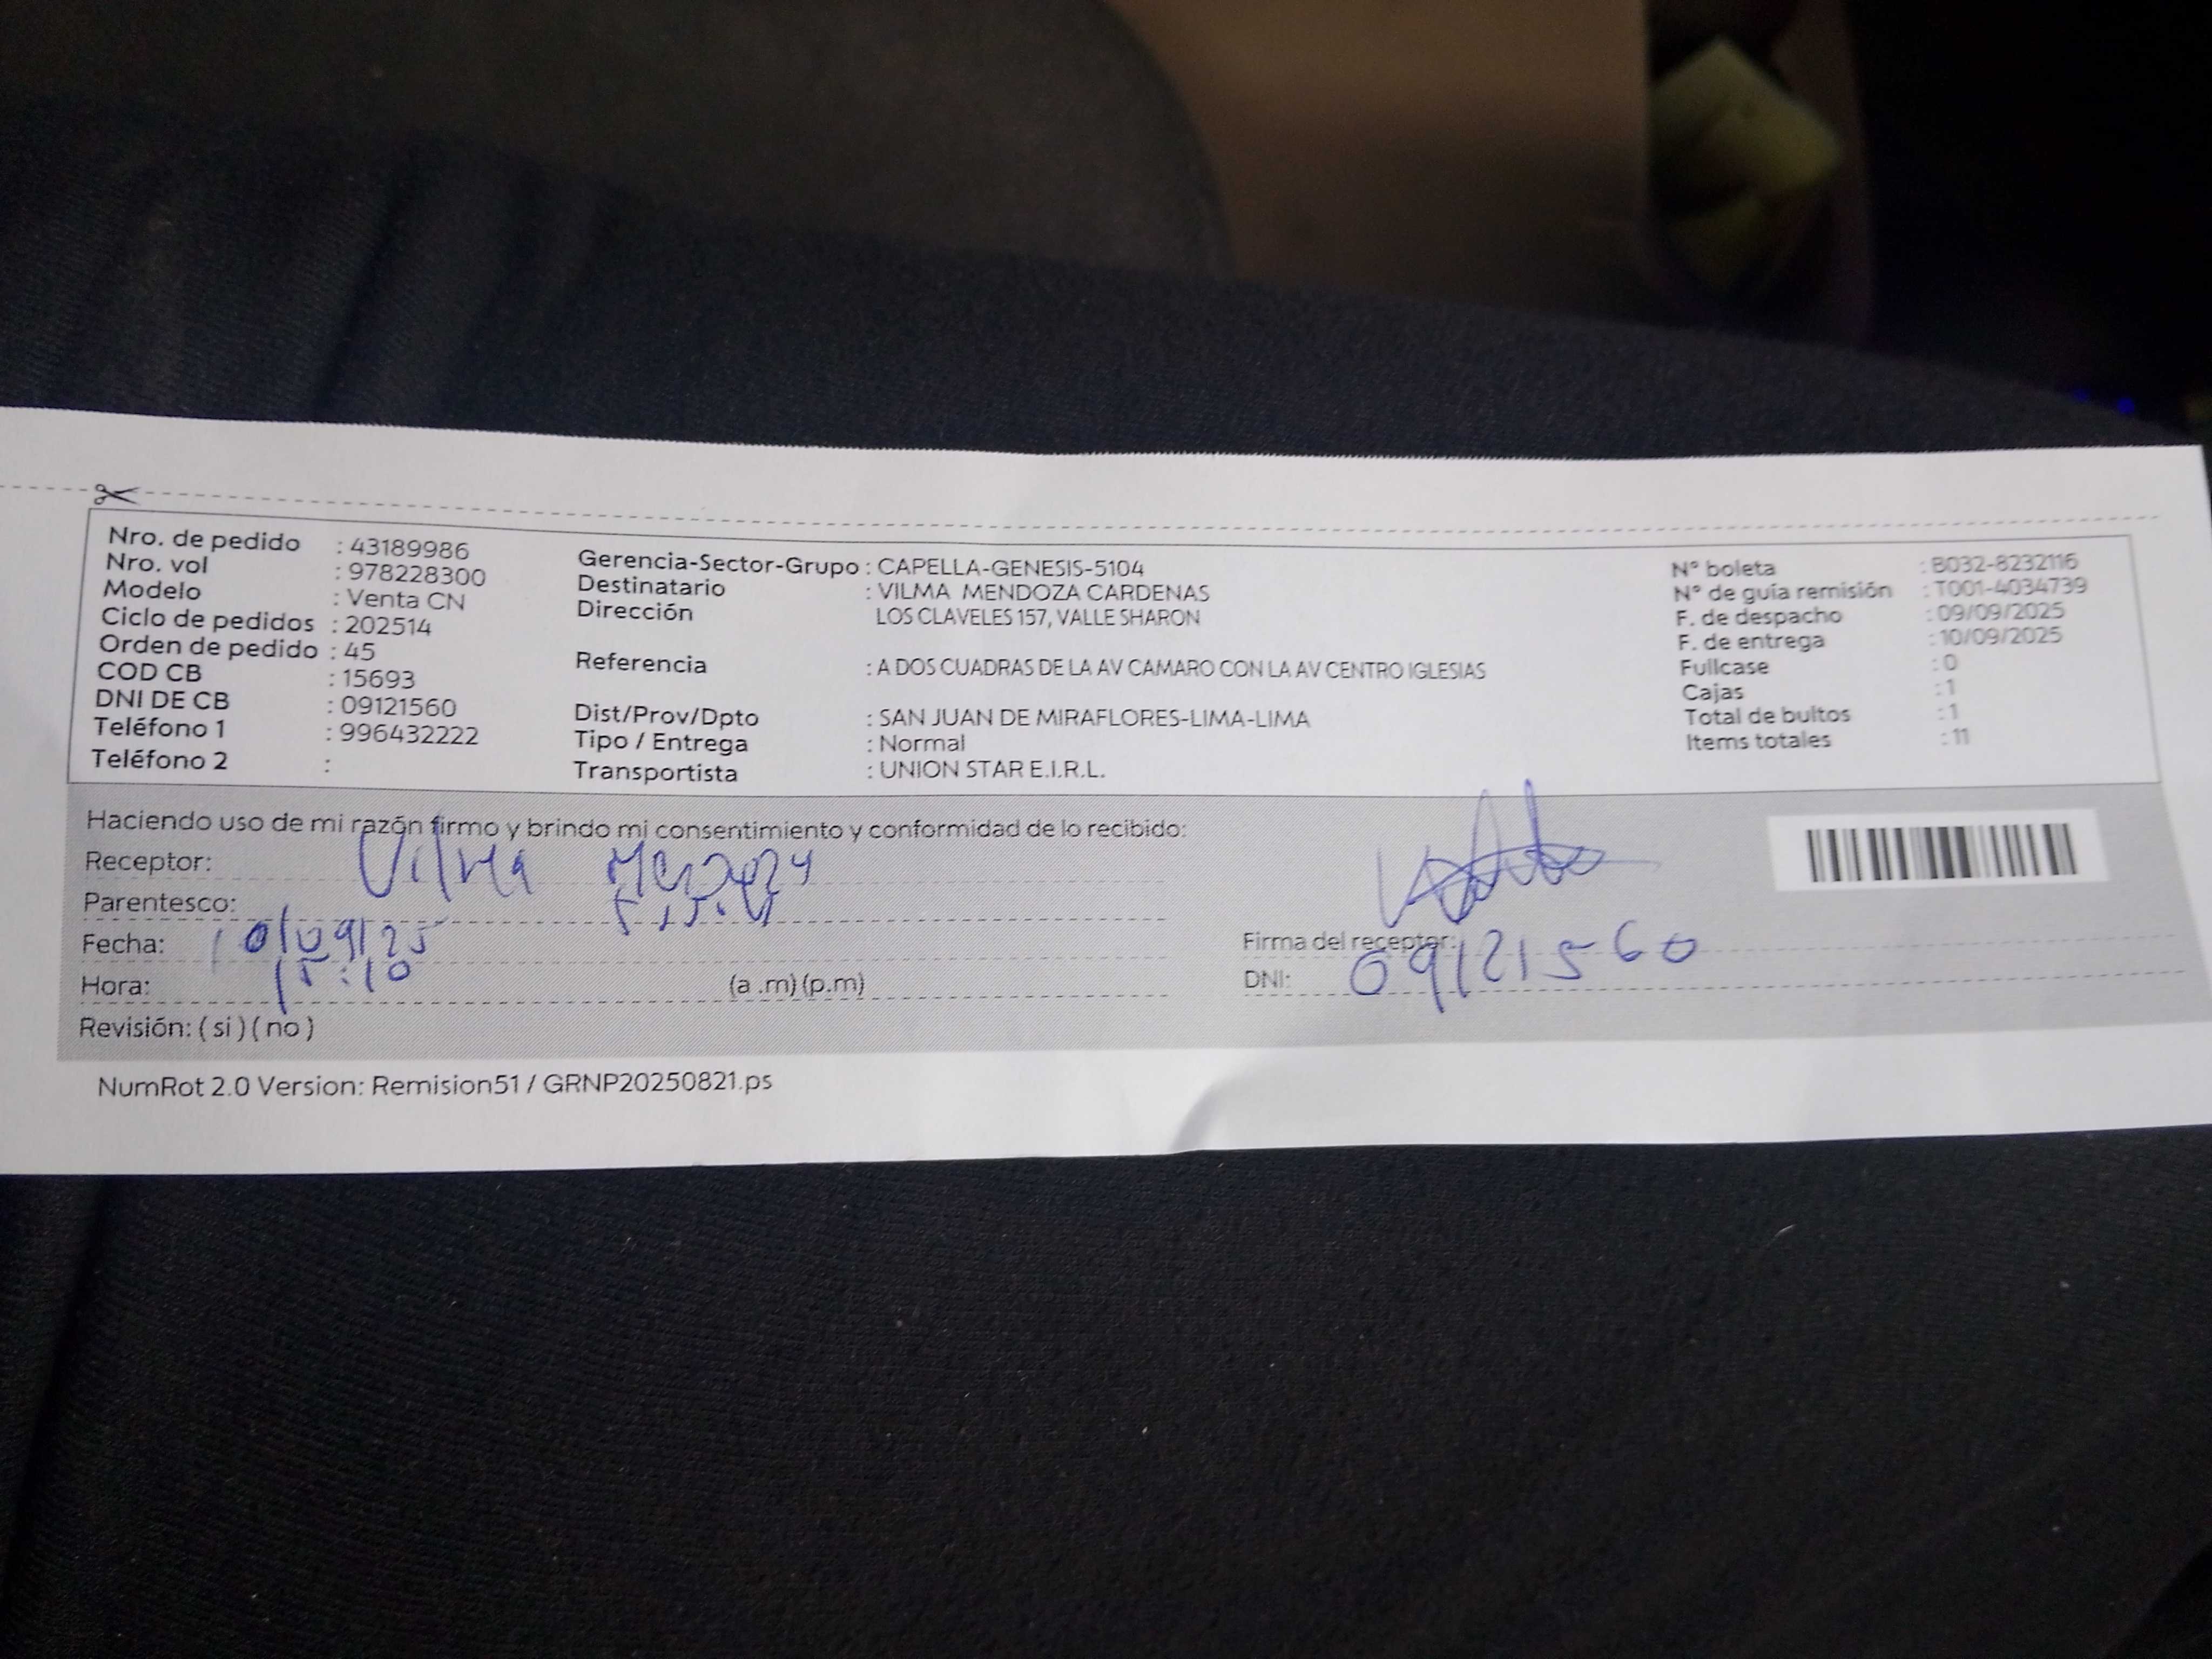 Nro. de pedido : 43189986
Nro. vol : 978228300
Modelo : Venta CN
Ciclo de pedidos : 202514
Orden de pedido : 45
COD CB : 15693
DNI DE CB : 09121560
Teléfono 1 : 996432222
Teléfono 2 :
Gerencia-Sector-Grupo : CAPELLA-GENESIS-5104
Destinatario : VILMA MENDOZA CARDENAS
Dirección LOS CLAVELES 157, VALLE SHARON
Referencia : A DOS CUADRAS DE LA AV CAMARO CON LA AV CENTRO IGLESIAS
Dist/Prov/Dpto : SAN JUAN DE MIRAFLORES-LIMA-LIMA
Tipo / Entrega : Normal
Transportista : UNION STAR E.I.R.L.
N° boleta : B032-8232116
N° de guía remisión : T001-4034739
F. de despacho : 09/09/2025
F. de entrega : 10/09/2025
Fullcase : 0
Cajas : 1
Total de bultos : 1
Items totales : 11
Haciendo uso de mi razón firmo y brindo mi consentimiento y conformidad de lo recibido:
Receptor: Vilma
Parentesco:
Fecha: 10/09/25
Hora: 15:10 (a .m) (p.m)
Revisión: ( si ) ( no )
Firma del receptor:
DNI: 09121560
NumRot 2.0 Version: Remision51 / GRNP20250821.ps